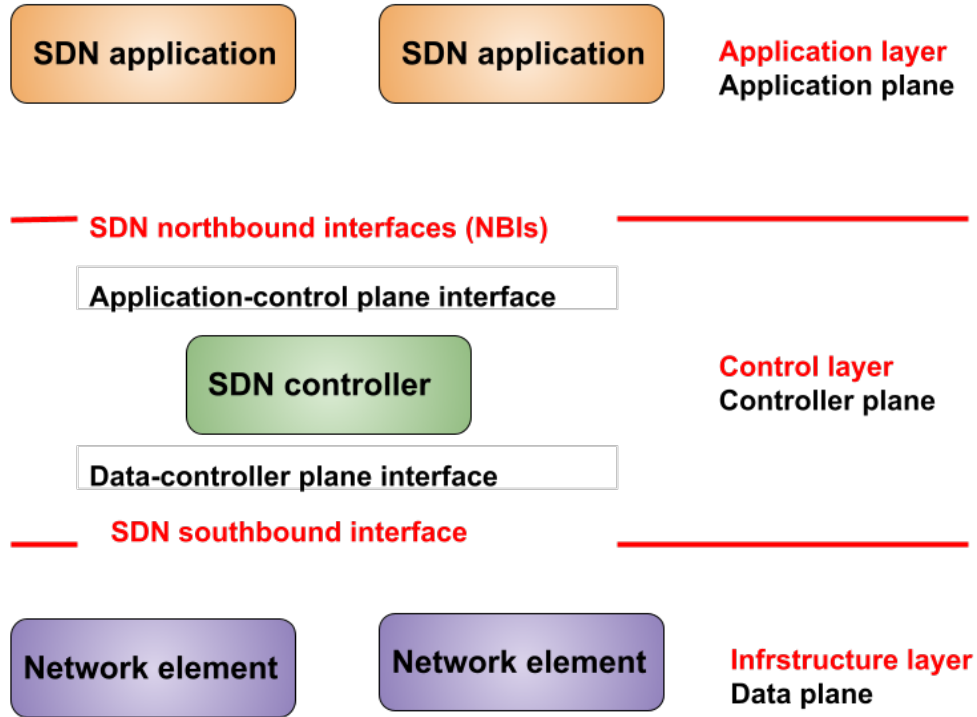 SDN application
SDN application
Application layer
Application plane
SDN northbound interfaces (NBIs)
Application-control plane interface
SDN controller
Control layer
Controller plane
Data-controller plane interface
SDN southbound interface
Network element
Network element
Infrstructure layer
Data plane